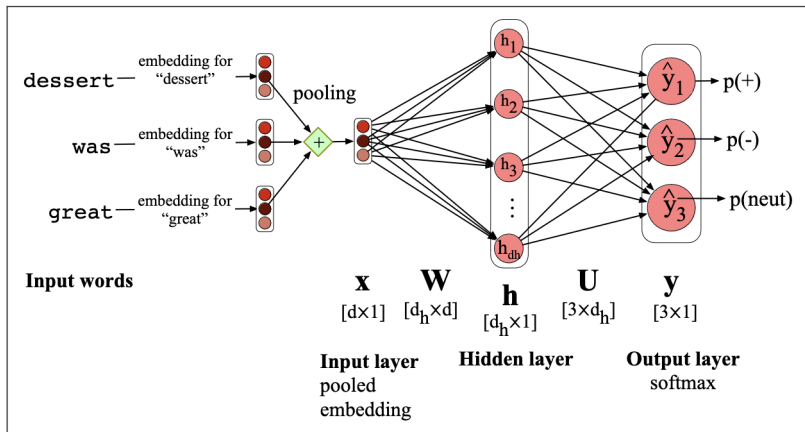 dessert
embedding for
“dessert”
pooling
was
embedding for
“was”
+
great
embedding for
“great”
h1
h2
h3
⋮
hdh
ŷ1
ŷ2
ŷ3
p(+)
p(-)
p(neut)
Input words
x
W
h
U
y
[d×1]
[dh×d]
[dh×1]
[3×dh]
[3×1]
Input layer
pooled
embedding
Hidden layer
Output layer
softmax